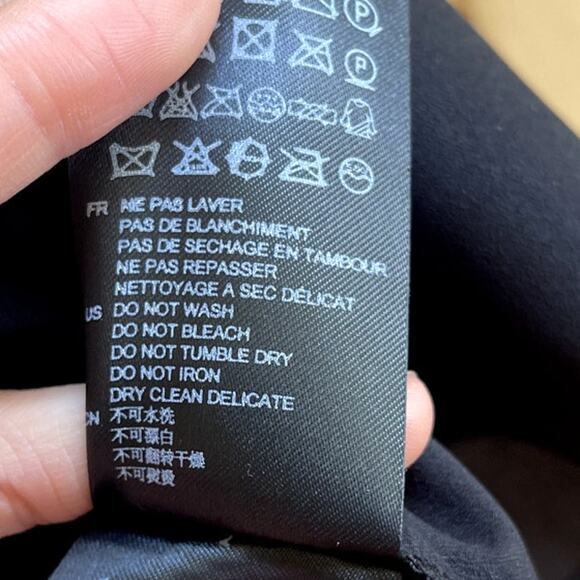 P
P
FR NE PAS LAVER
PAS DE BLANCHIMENT
PAS DE SECHAGE EN TAMBOUR
NE PAS REPASSER
NETTOYAGE A SEC DÉLICAT
US DO NOT WASH
DO NOT BLEACH
DO NOT TUMBLE DRY
DO NOT IRON
DRY CLEAN DELICATE
CN 不可水洗
不可漂白
不可翻转干燥
不可熨烫